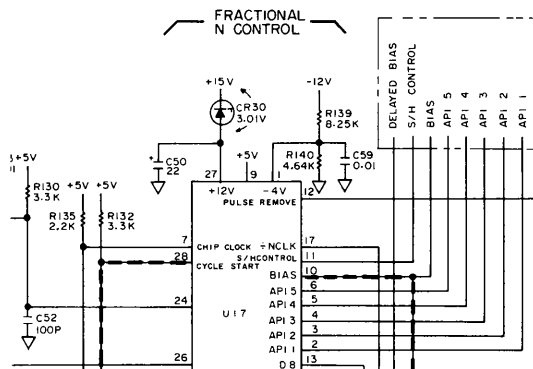 FRACTIONAL
N CONTROL
+15V
-12V
CR30
3.01V
R139
8.25K
DELAYED BIAS
S/H CONTROL
BIAS
API 5
API 4
API 3
API 2
API 1
+5V
C50
22
+5V
R140
4.64K
C59
0.01
27
9
1
+12V
-4V
12
PULSE REMOVE
R130
3.3K
+5V
+5V
R135
2.2K
R132
3.3K
7
CHIP CLOCK
÷NCLK
17
28
S/HCONTROL
11
CYCLE START
BIAS
10
API 5
6
24
API 4
5
C52
100P
U17
API 3
4
API 2
3
API 1
2
26
D8
13